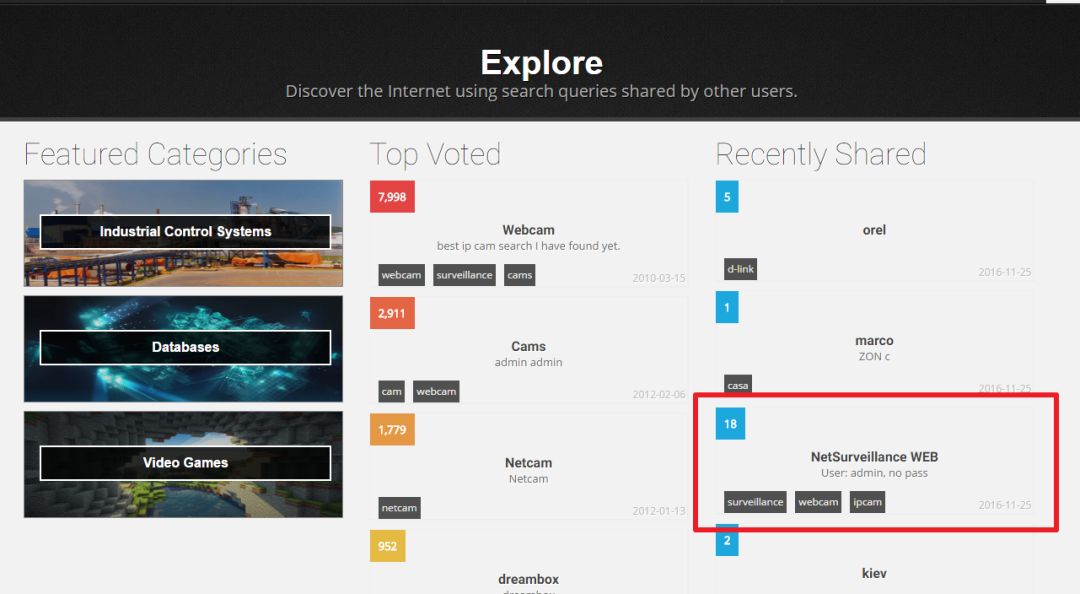 Explore
Discover the Internet using search queries shared by other users.
Featured Categories
Industrial Control Systems
Databases
Video Games
Top Voted
7,998
Webcam
best ip cam search I have found yet.
webcam surveillance cams
2010-03-15
2,911
Cams
admin admin
cam webcam
2012-02-06
1,779
Netcam
Netcam
netcam
2012-01-13
952
dreambox
dreambox
Recently Shared
5
orel
d-link
2016-11-25
1
marco
ZON c
casa
2016-11-25
18
NetSurveillance WEB
User: admin, no pass
surveillance webcam ipcam
2016-11-25
2
kiev